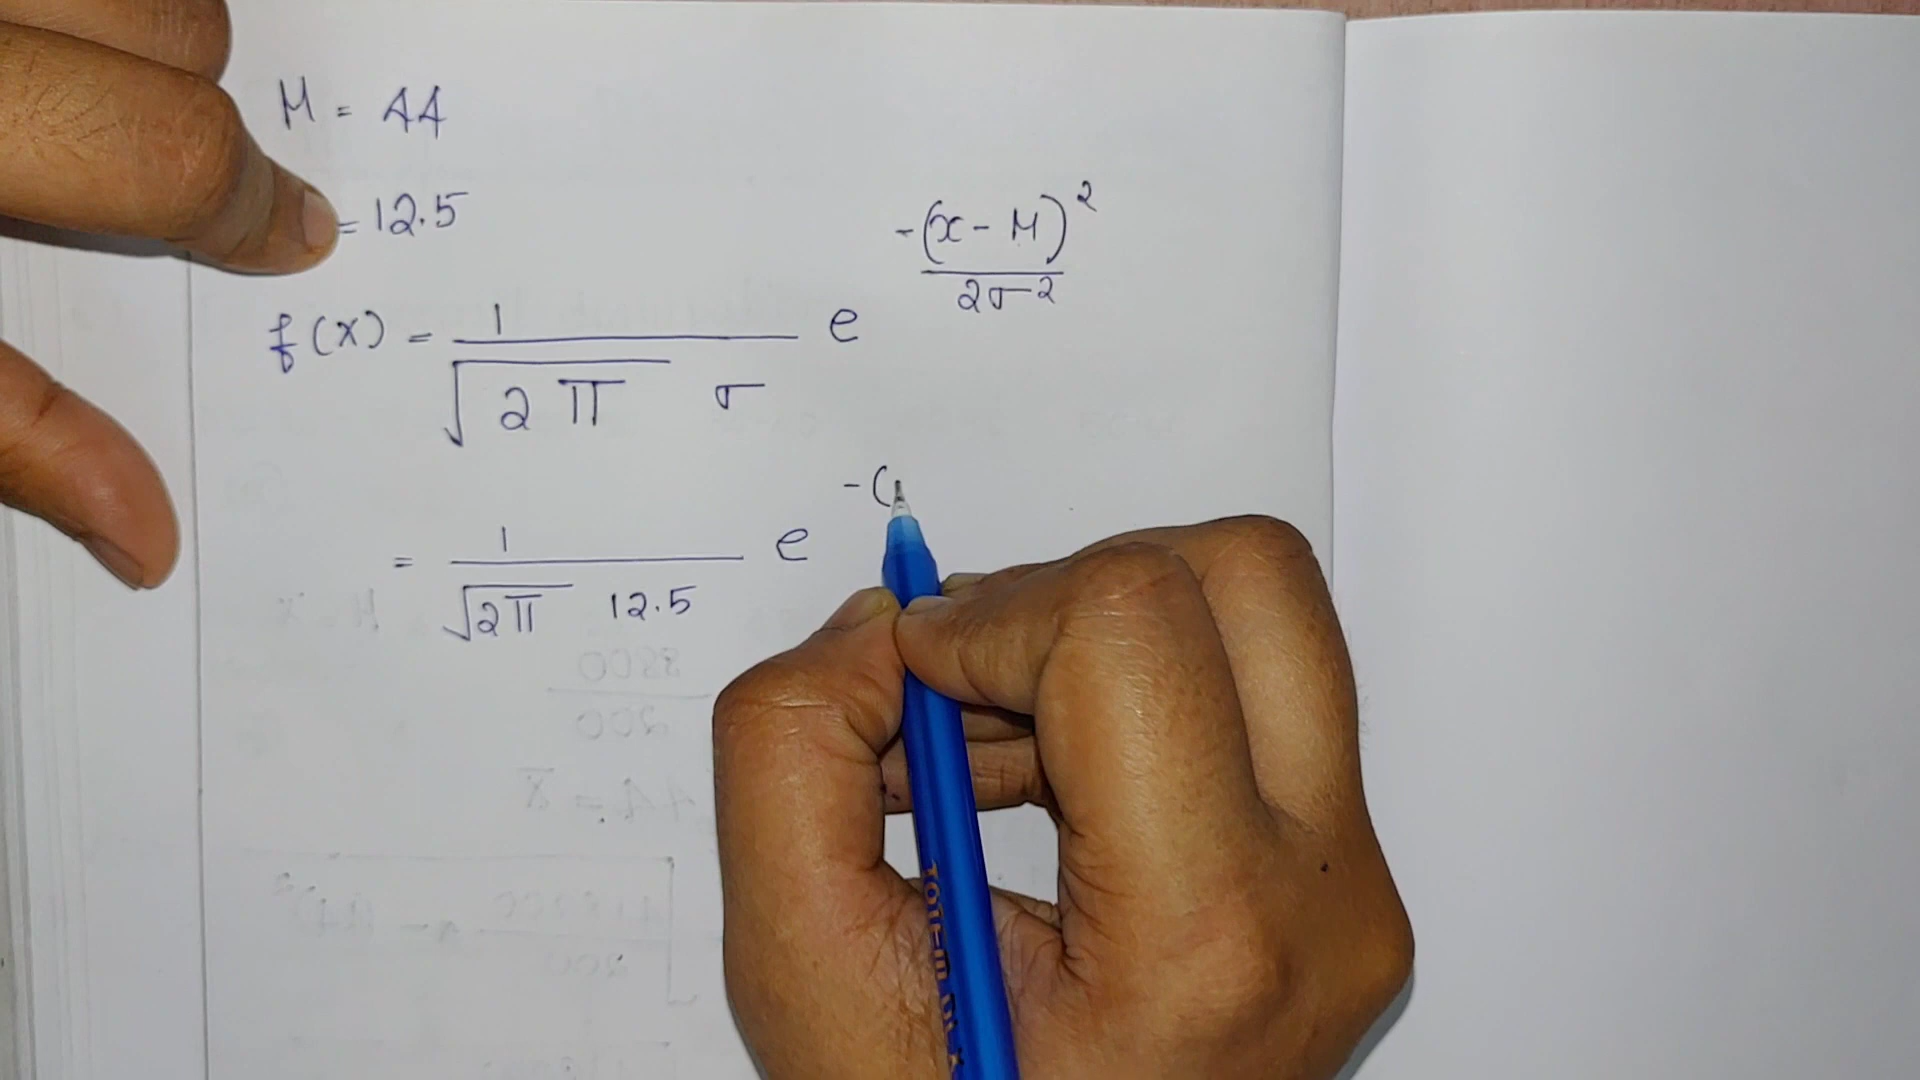 μ = 44
= 12.5
f(x) = 1 / √2π σ e -(x - μ)² / 2σ²
= 1 / √2π 12.5 e -(